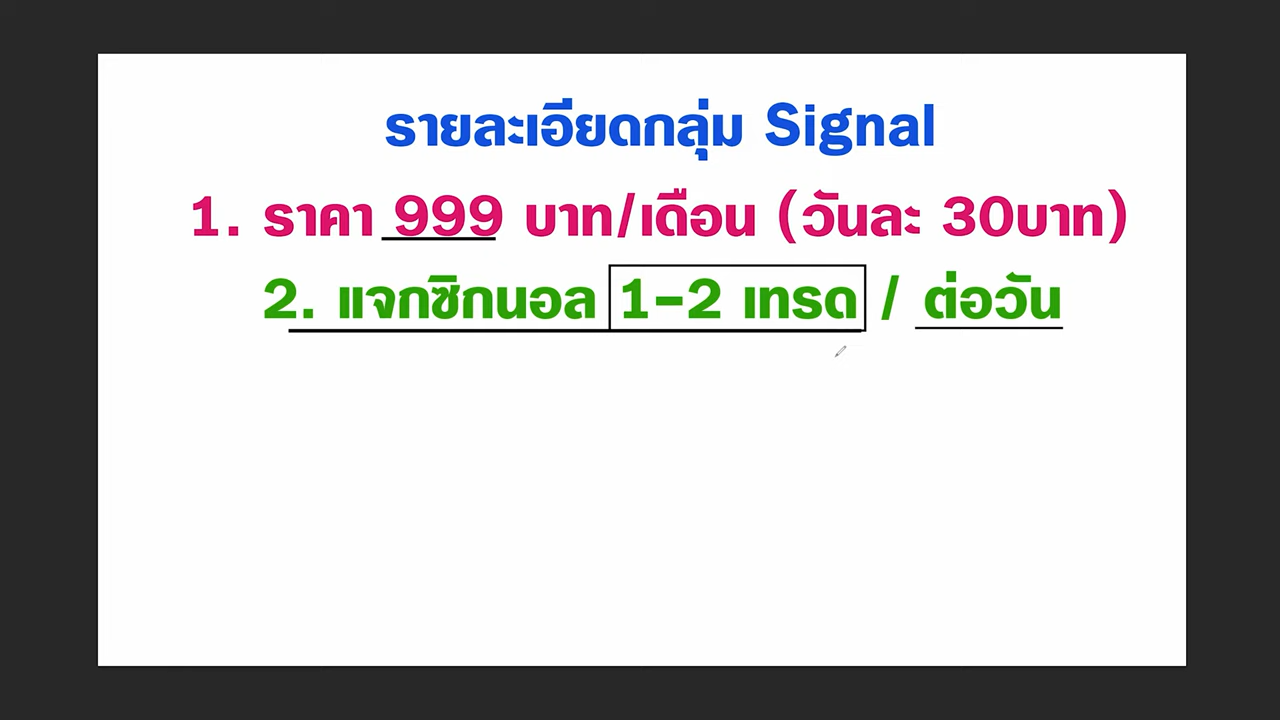 รายละเอียดกลุ่ม Signal
1. ราคา 999 บาท/เดือน (วันละ 30บาท)
2. แจกซิกนอล 1-2 เทรด / ต่อวัน